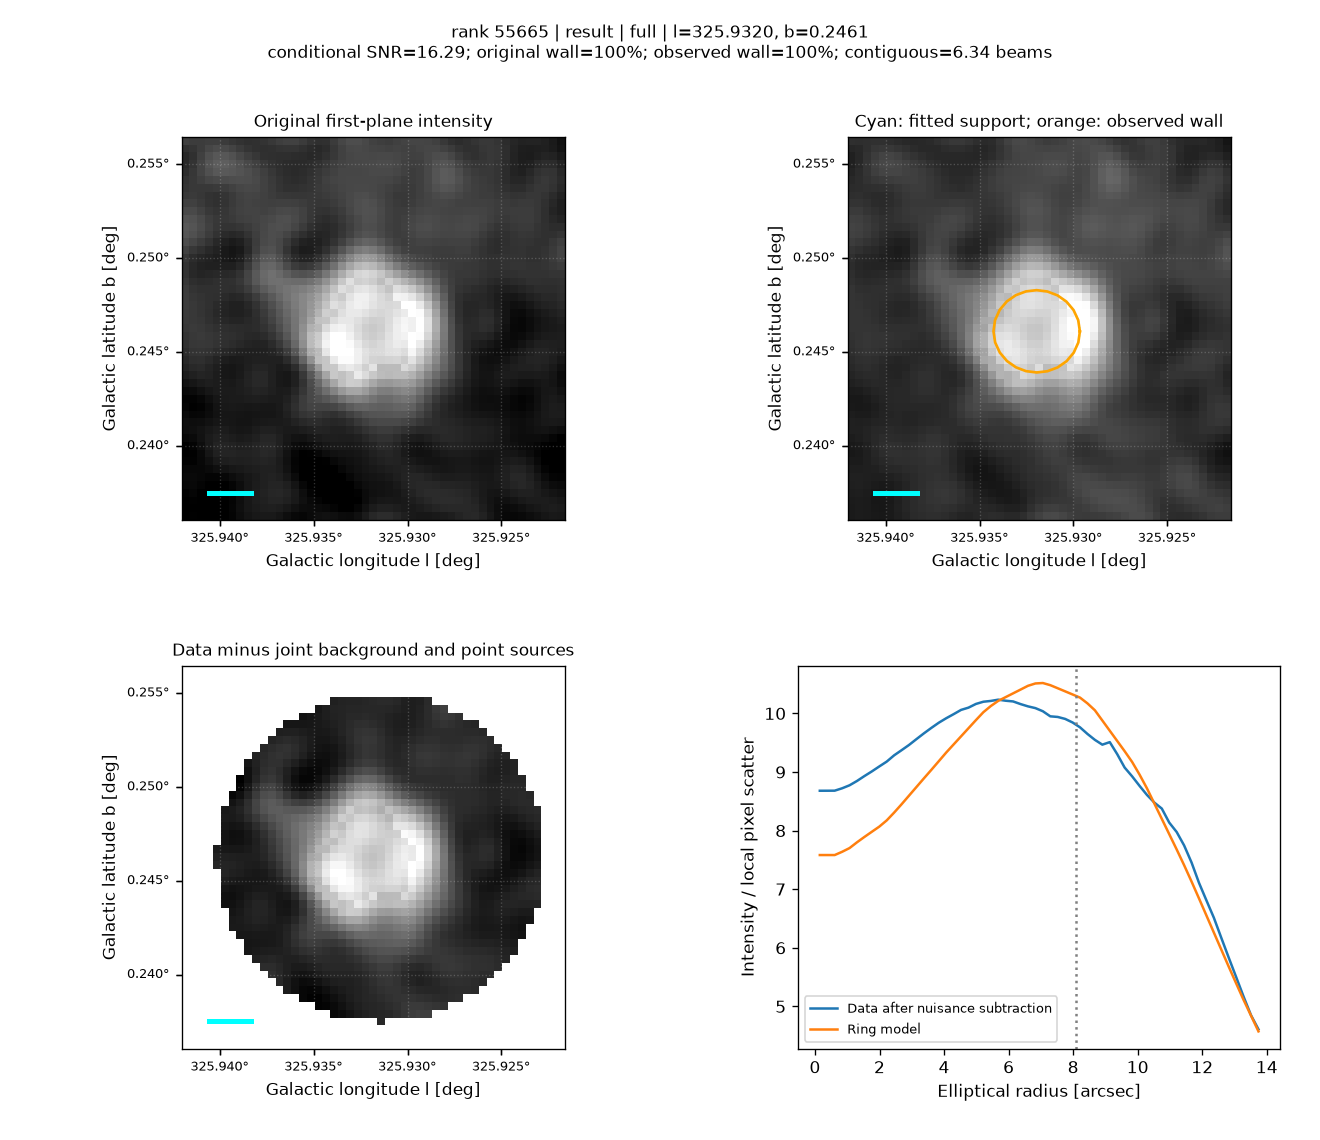 rank 55665 | result | full | l=325.9320, b=0.2461
conditional SNR=16.29; original wall=100%; observed wall=100%; contiguous=6.34 beams
Original first-plane intensity
0.255°
0.250°
0.245°
0.240°
Galactic latitude b [deg]
325.940° 325.935° 325.930° 325.925°
Galactic longitude l [deg]
Cyan: fitted support; orange: observed wall
0.255°
0.250°
0.245°
0.240°
Galactic latitude b [deg]
325.940° 325.935° 325.930° 325.925°
Galactic longitude l [deg]
Data minus joint background and point sources
0.255°
0.250°
0.245°
0.240°
Galactic latitude b [deg]
325.940° 325.935° 325.930° 325.925°
Galactic longitude l [deg]
10
9
8
7
6
5
Intensity / local pixel scatter
Data after nuisance subtraction
Ring model
0 2 4 6 8 10 12 14
Elliptical radius [arcsec]